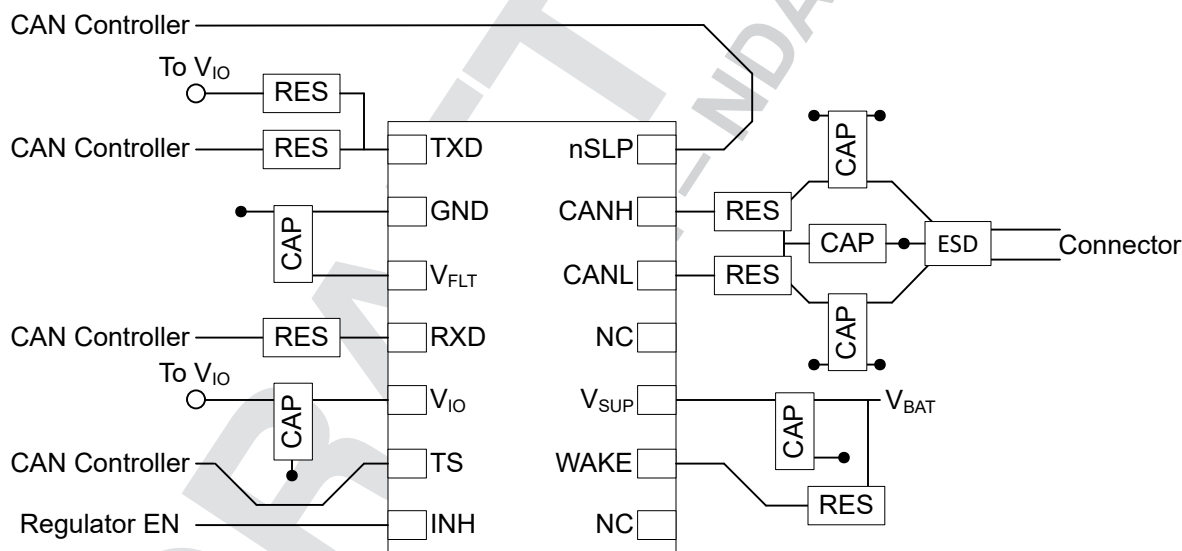 CAN Controller
To VIO
RES
CAN Controller
RES
TXD
nSLP
CAP
GND
CANH
RES
CAP
CAP
ESD
Connector
VFLT
CANL
RES
CAN Controller
RES
RXD
NC
CAP
To VIO
VIO
VSUP
VBAT
CAP
CAP
CAN Controller
TS
WAKE
RES
Regulator EN
INH
NC